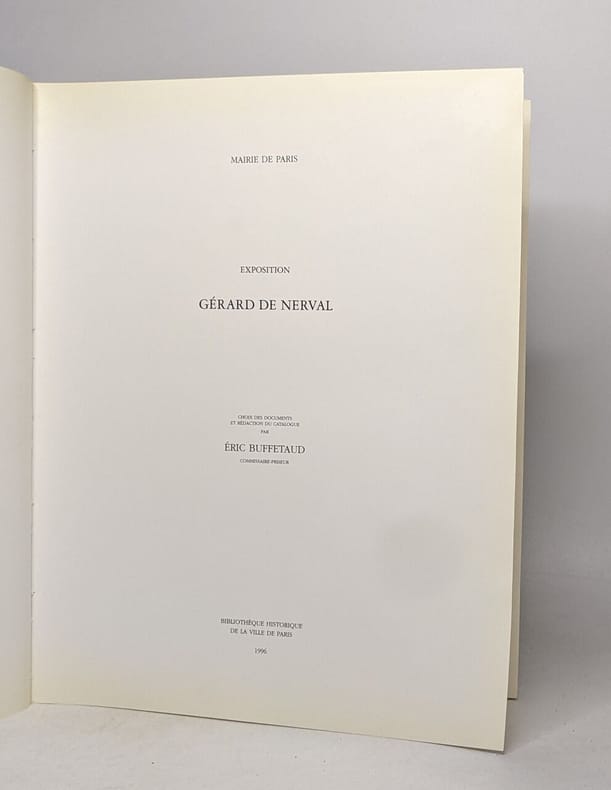 MAIRIE DE PARIS
EXPOSITION
GÉRARD DE NERVAL
CHOIX DES DOCUMENTS
ET RÉDACTION DU CATALOGUE
PAR
ÉRIC BUFFETAUD
COMMISSAIRE-PRISEUR
BIBLIOTHÈQUE HISTORIQUE
DE LA VILLE DE PARIS
1996